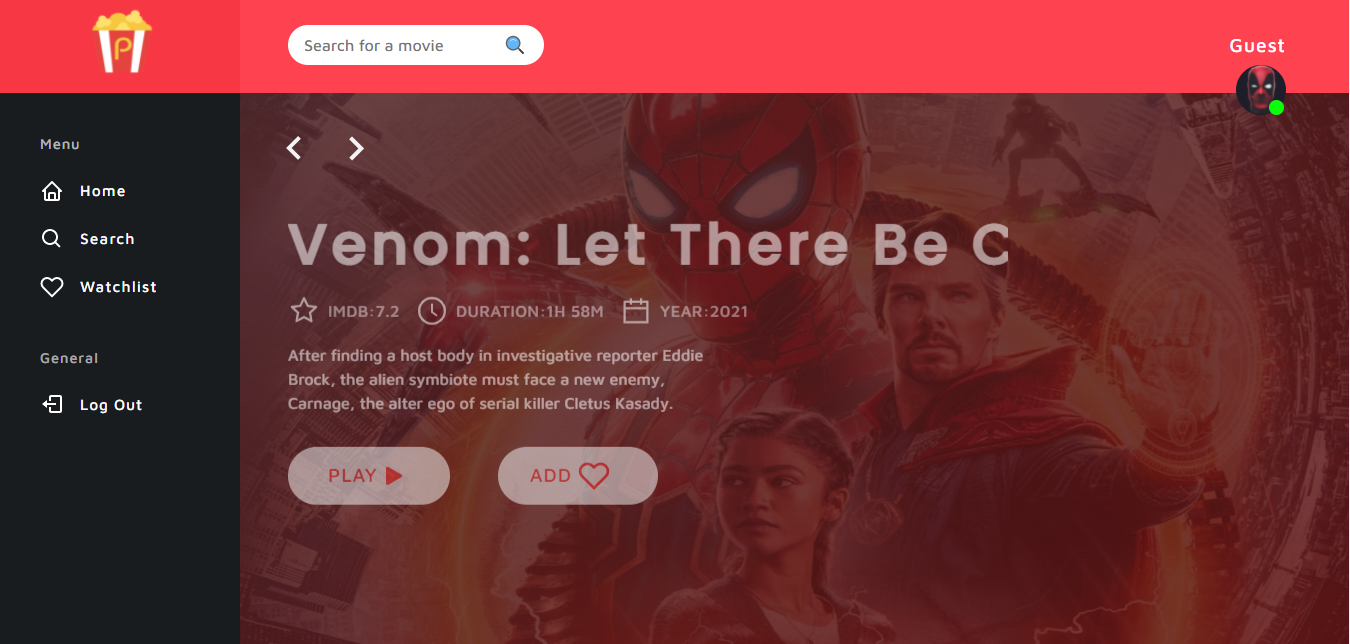 P
Search for a movie
Guest
Menu
Home
Search
Watchlist
General
Log Out
Venom: Let There Be C
IMDB:7.2 DURATION:1H 58M YEAR:2021
After finding a host body in investigative reporter Eddie
Brock, the alien symbiote must face a new enemy,
Carnage, the alter ego of serial killer Cletus Kasady.
PLAY ADD